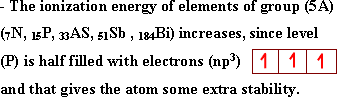 - The ionization energy of elements of group (5A)
(₇N, ₁₅P, ₃₃AS, ₅₁Sb , ₁₈₄Bi) increases, since level
(P) is half filled with electrons (np³) 1 1 1
and that gives the atom some extra stability.